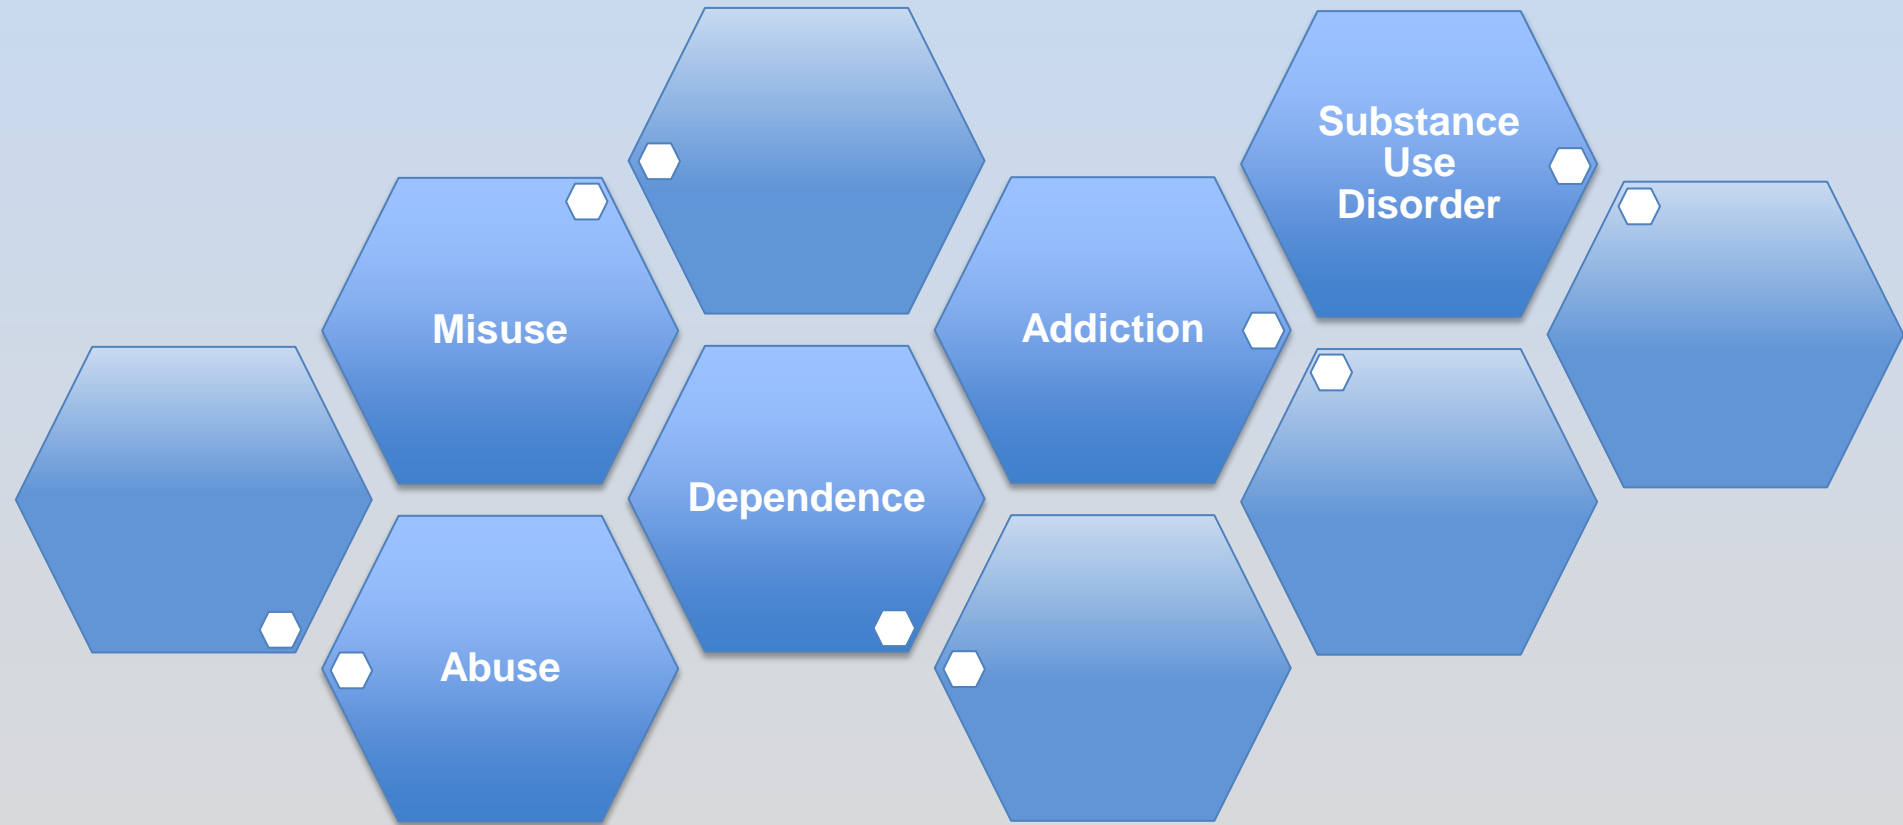 Substance
Use
Disorder
Misuse
Addiction
Dependence
Abuse